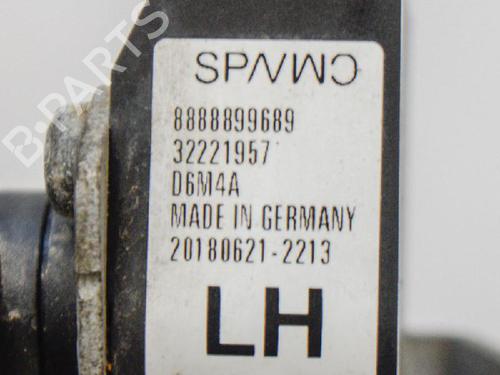 8888899689
32221957
D6M4A
MADE IN GERMANY
20180621-2213
LH
B-PARTS